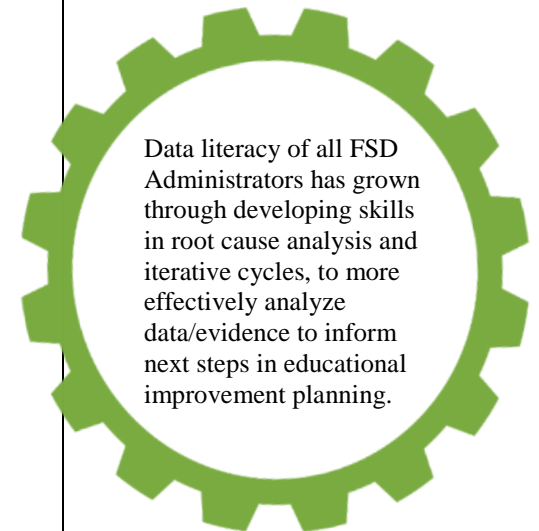 Data literacy of all FSD
Administrators has grown
through developing skills
in root cause analysis and
iterative cycles, to more
effectively analyze
data/evidence to inform
next steps in educational
improvement planning.